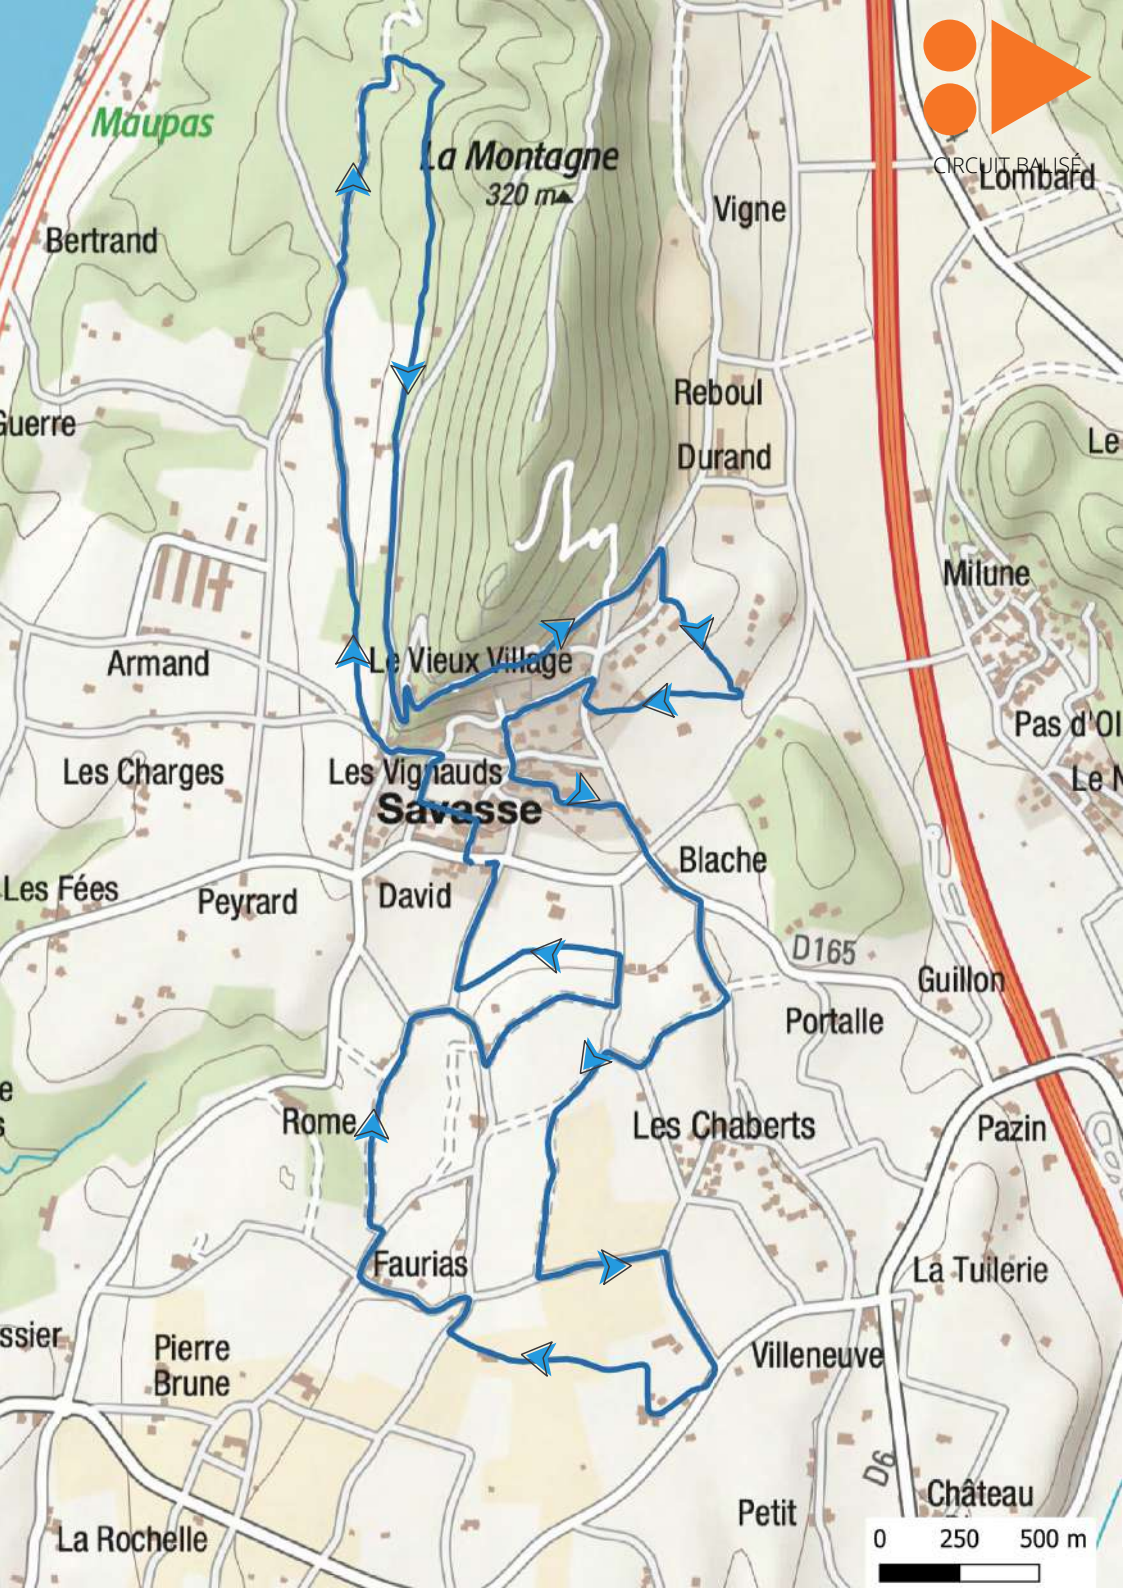 CIRCUIT BALISÉ
Maupas
La Montagne
320 m
Lombard
Vigne
Bertrand
Reboul
Guerre
Le
Durand
Milune
Armand
Le Vieux Village
Pas d'Ol
Les Charges
Les Vignauds
Le N
Savasse
Blache
Les Fées
Peyrard
David
D165
Guillon
Portalle
e
s
Rome
Les Chaberts
Pazin
Faurias
La Tuilerie
ssier
Pierre
Brune
Villeneuve
D6
Château
Petit
La Rochelle
0 250 500 m